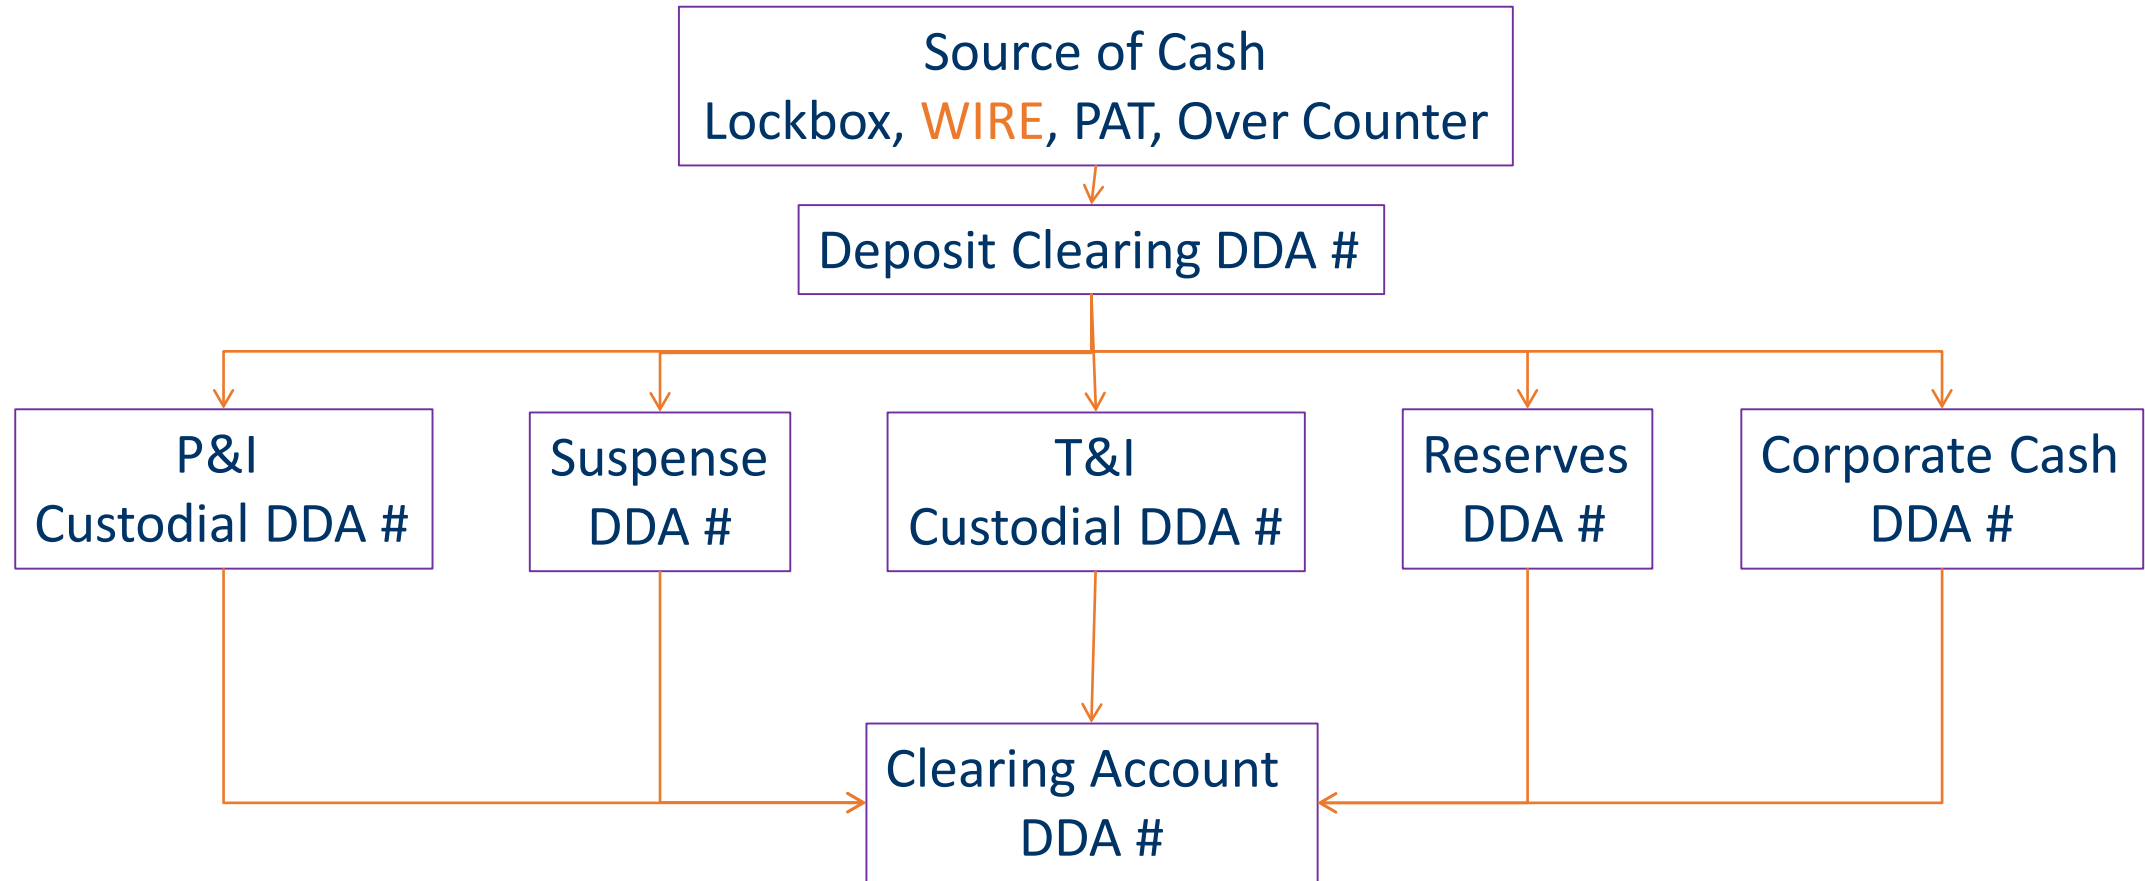 Source of Cash
Lockbox, WIRE, PAT, Over Counter
Deposit Clearing DDA #
P&I
Custodial DDA #
Suspense
DDA #
T&I
Custodial DDA #
Reserves
DDA #
Corporate Cash
DDA #
Clearing Account
DDA #